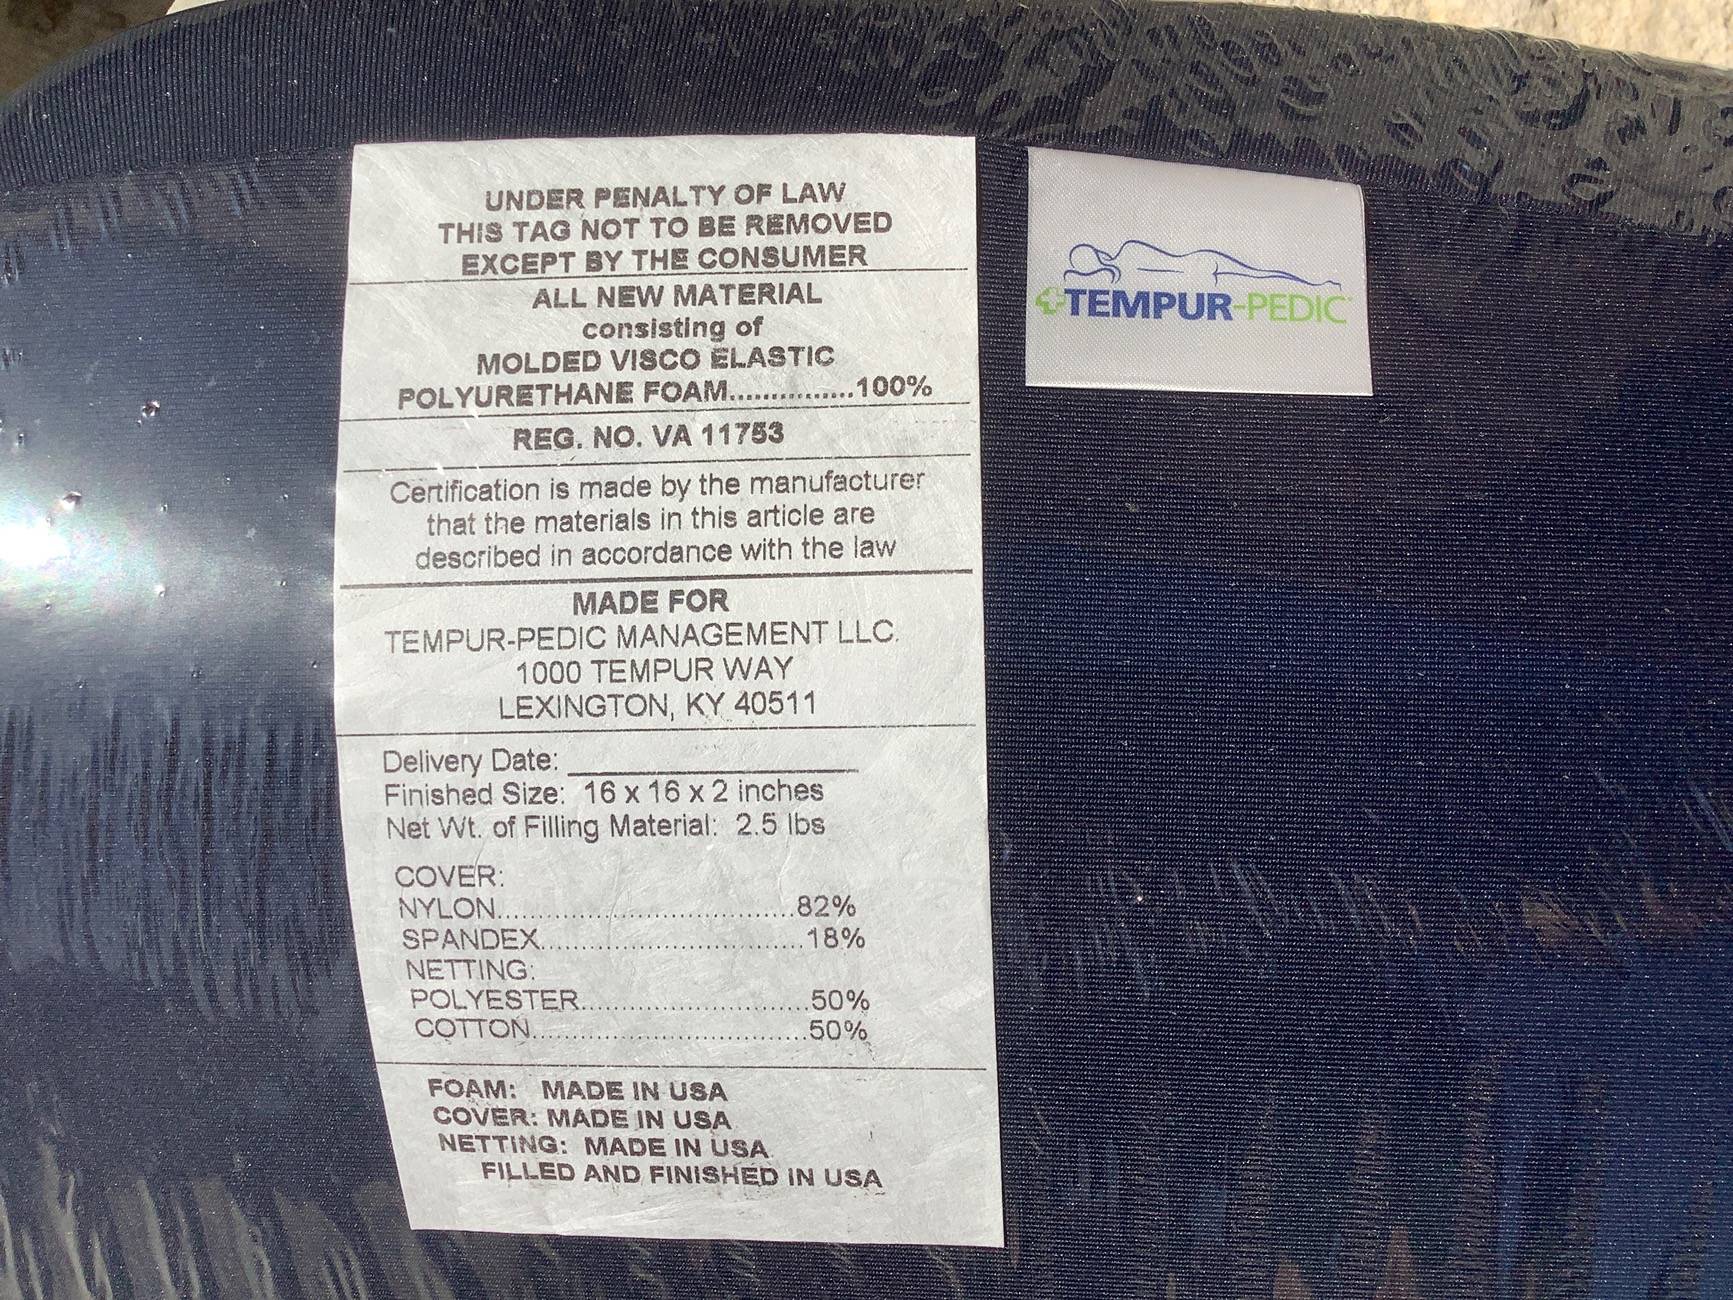 UNDER PENALTY OF LAW
THIS TAG NOT TO BE REMOVED
EXCEPT BY THE CONSUMER
ALL NEW MATERIAL
consisting of
MOLDED VISCO ELASTIC
POLYURETHANE FOAM...............100%
REG. NO. VA 11753
Certification is made by the manufacturer
that the materials in this article are
described in accordance with the law
MADE FOR
TEMPUR-PEDIC MANAGEMENT LLC.
1000 TEMPUR WAY
LEXINGTON, KY 40511
Delivery Date: ____________________
Finished Size: 16 x 16 x 2 inches
Net Wt. of Filling Material: 2.5 lbs
COVER:
NYLON.....................................82%
SPANDEX.................................18%
NETTING:
POLYESTER.............................50%
COTTON...................................50%
FOAM: MADE IN USA
COVER: MADE IN USA
NETTING: MADE IN USA
FILLED AND FINISHED IN USA
TEMPUR-PEDIC